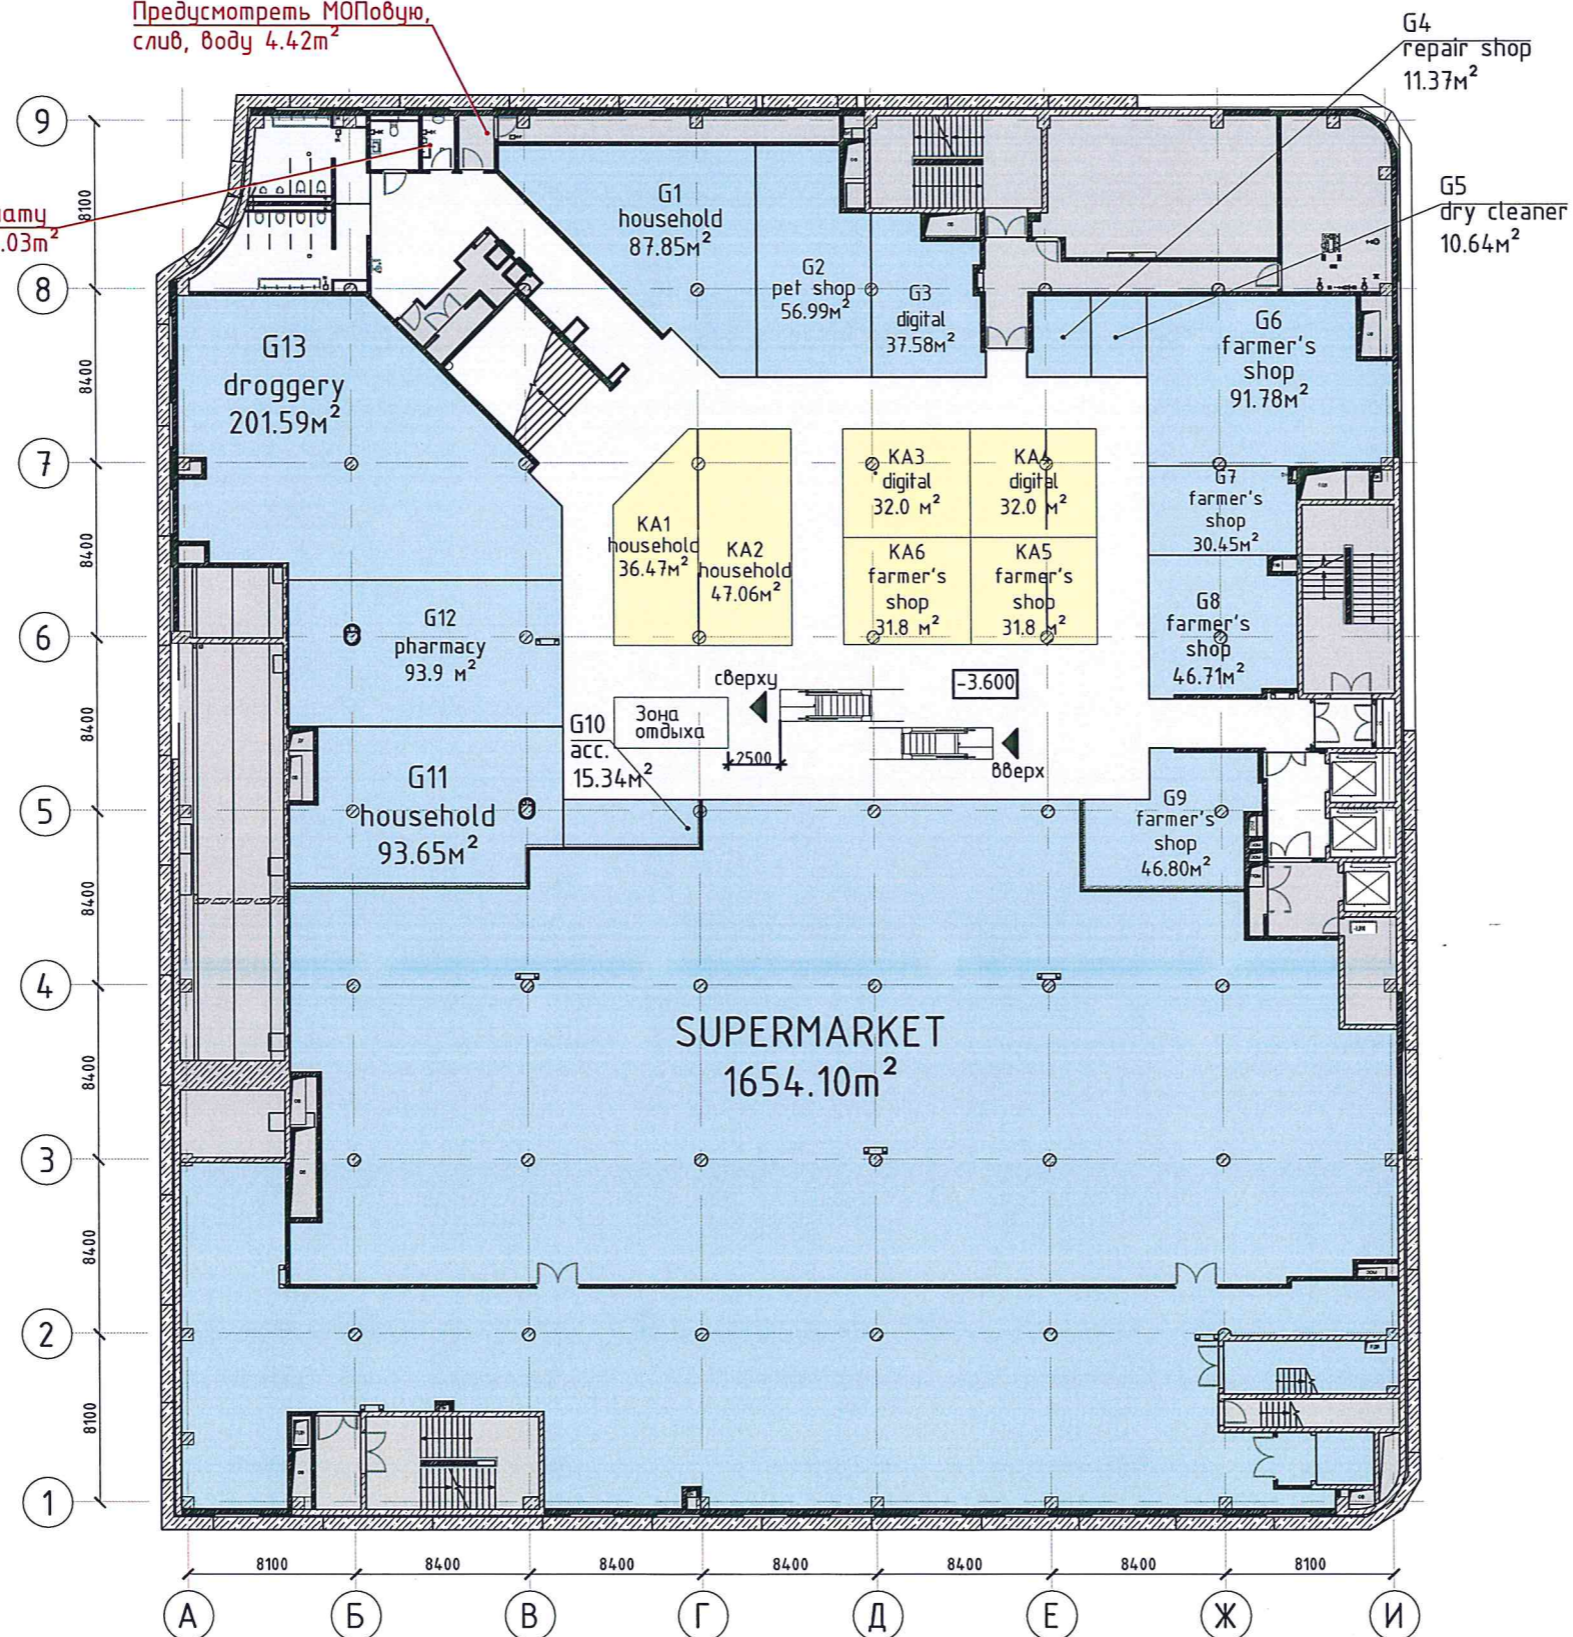 Предусмотреть МОПовую,
слив, воду 4.42m²
G4
repair shop
11.37м²
9
8100
G5
dry cleaner
10.64м²
.03m²
G1
household
87.85м²
8
G2
pet shop
56.99м²
G3
digital
37.58м²
G6
farmer's
shop
91.78м²
G13
droggery
201.59м²
8400
7
KA3
digital
32.0 м²
KA4
digital
32.0 м²
G7
farmer's
shop
30.45м²
KA1
household
36.47м²
KA2
household
47.06м²
KA6
farmer's
shop
31.8 м²
KA5
farmer's
shop
31.8 м²
8400
G8
farmer's
shop
46.71м²
6
G12
pharmacy
93.9 м²
сверху
-3.600
8400
G10
acc.
15.34м²
Зона
отдыха
2500
вверх
G11
household
93.65м²
5
G9
farmer's
shop
46.80м²
8400
4
SUPERMARKET
1654.10m²
8400
3
8400
2
8100
1
8100
8400
8400
8400
8400
8400
8100
А
Б
В
Г
Д
Е
Ж
И